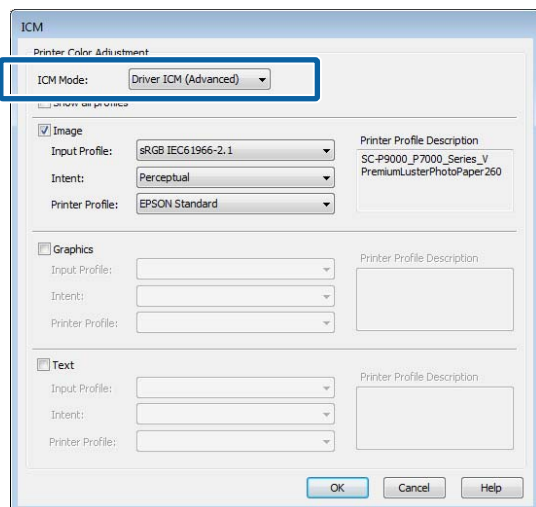 ICM
Printer Color Adjustment
ICM Mode: Driver ICM (Advanced)
Show all profiles
Image
Input Profile: sRGB IEC61966-2.1
Intent: Perceptual
Printer Profile: EPSON Standard
Printer Profile Description
SC-P9000_P7000_Series_V
PremiumLusterPhotoPaper260
Graphics
Input Profile:
Intent:
Printer Profile:
Printer Profile Description
Text
Input Profile:
Intent:
Printer Profile:
Printer Profile Description
OK Cancel Help